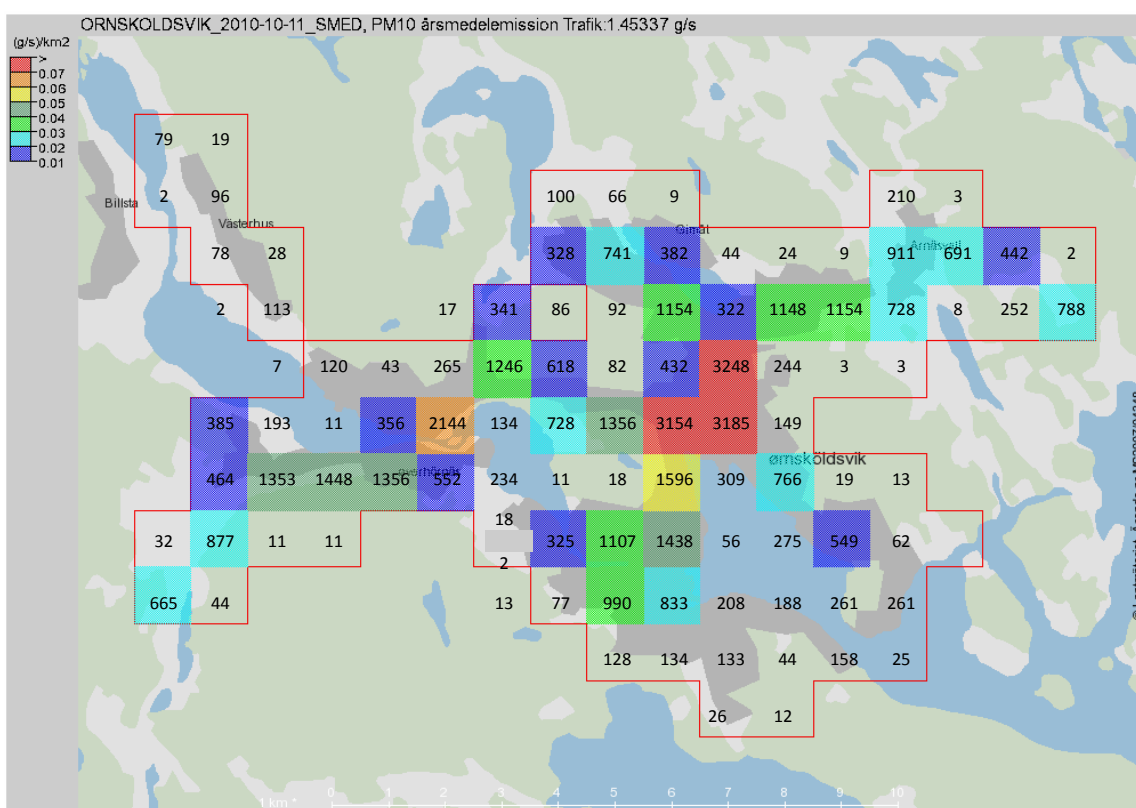 ORNSKOLDSVIK_2010-10-11_SMED, PM10 årsmedelemission Trafik:1.45337 g/s
(g/s)/km2
>
0.07
0.06
0.05
0.04
0.03
0.02
0.01
79 19
Billsta 2 96 100 66 9 210 3
Västerhus Gimåt
78 28 328 741 382 44 24 9 911 691 442 2
2 113 17 341 86 92 1154 322 1148 1154 728 8 252 788
7 120 43 265 1246 618 82 432 3248 244 3 3
385 193 11 356 2144 134 728 1356 3154 3185 149
ørnsköldsvik
464 1353 1448 1356 552 234 11 18 1596 309 766 19 13
18
32 877 11 11 325 1107 1438 56 275 549 62
2
665 44 13 77 990 833 208 188 261 261
128 134 133 44 158 25
26 12
1 km * 0 1 2 3 4 5 6 7 8 9 10